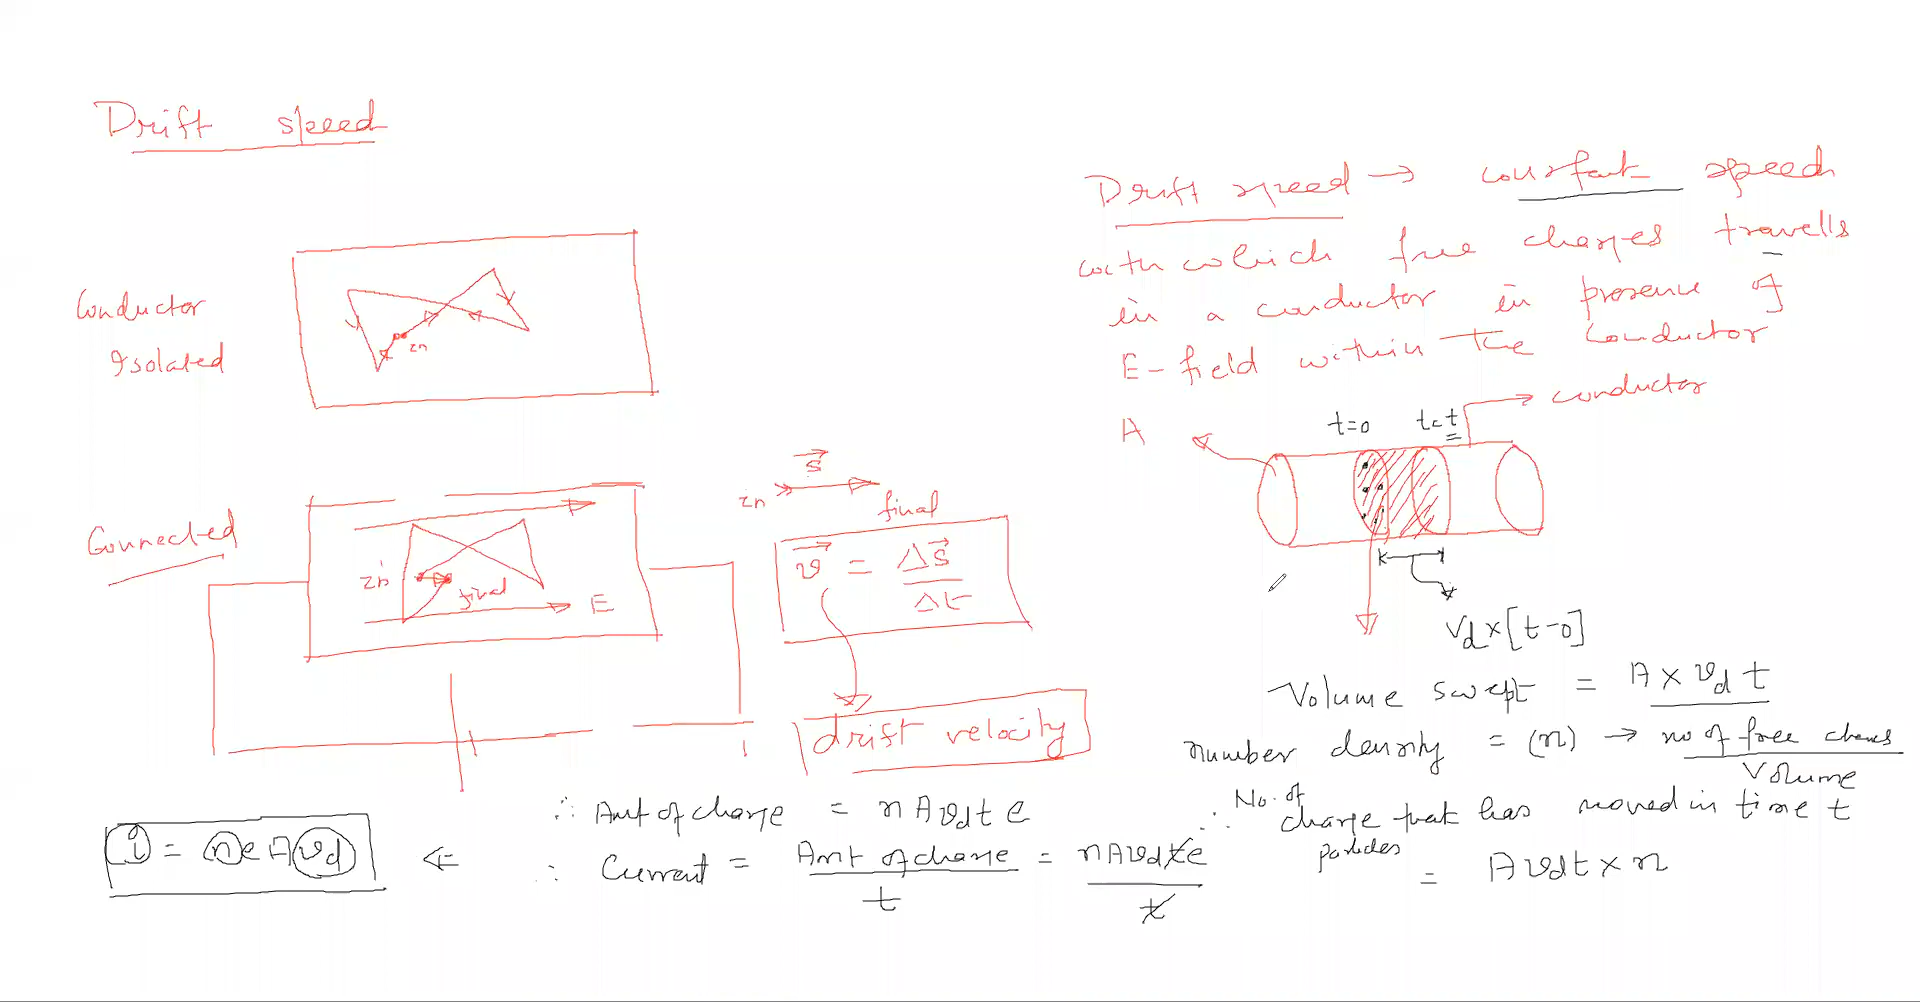 Drift speed
Conductor
Isolated
in
Connected
in
final
E
in
s⃗
final
v⃗ = Δs⃗/Δt
drift velocity
Drift speed → constant speed
with which free charges travells
in a conductor in presence of
E-field within the conductor
conductor
A
t=0
t=t
Vd×[t-0]
Volume swept = A × vd t
number density = (n) → no of free charges / Volume
∴ No. of charge particles that has moved in time t
= A vd t × n
∴ Amt of charge = n A vd t e
∴ Current = Amt of charge / t = n A vd t e / t
⇐ i = n e A vd